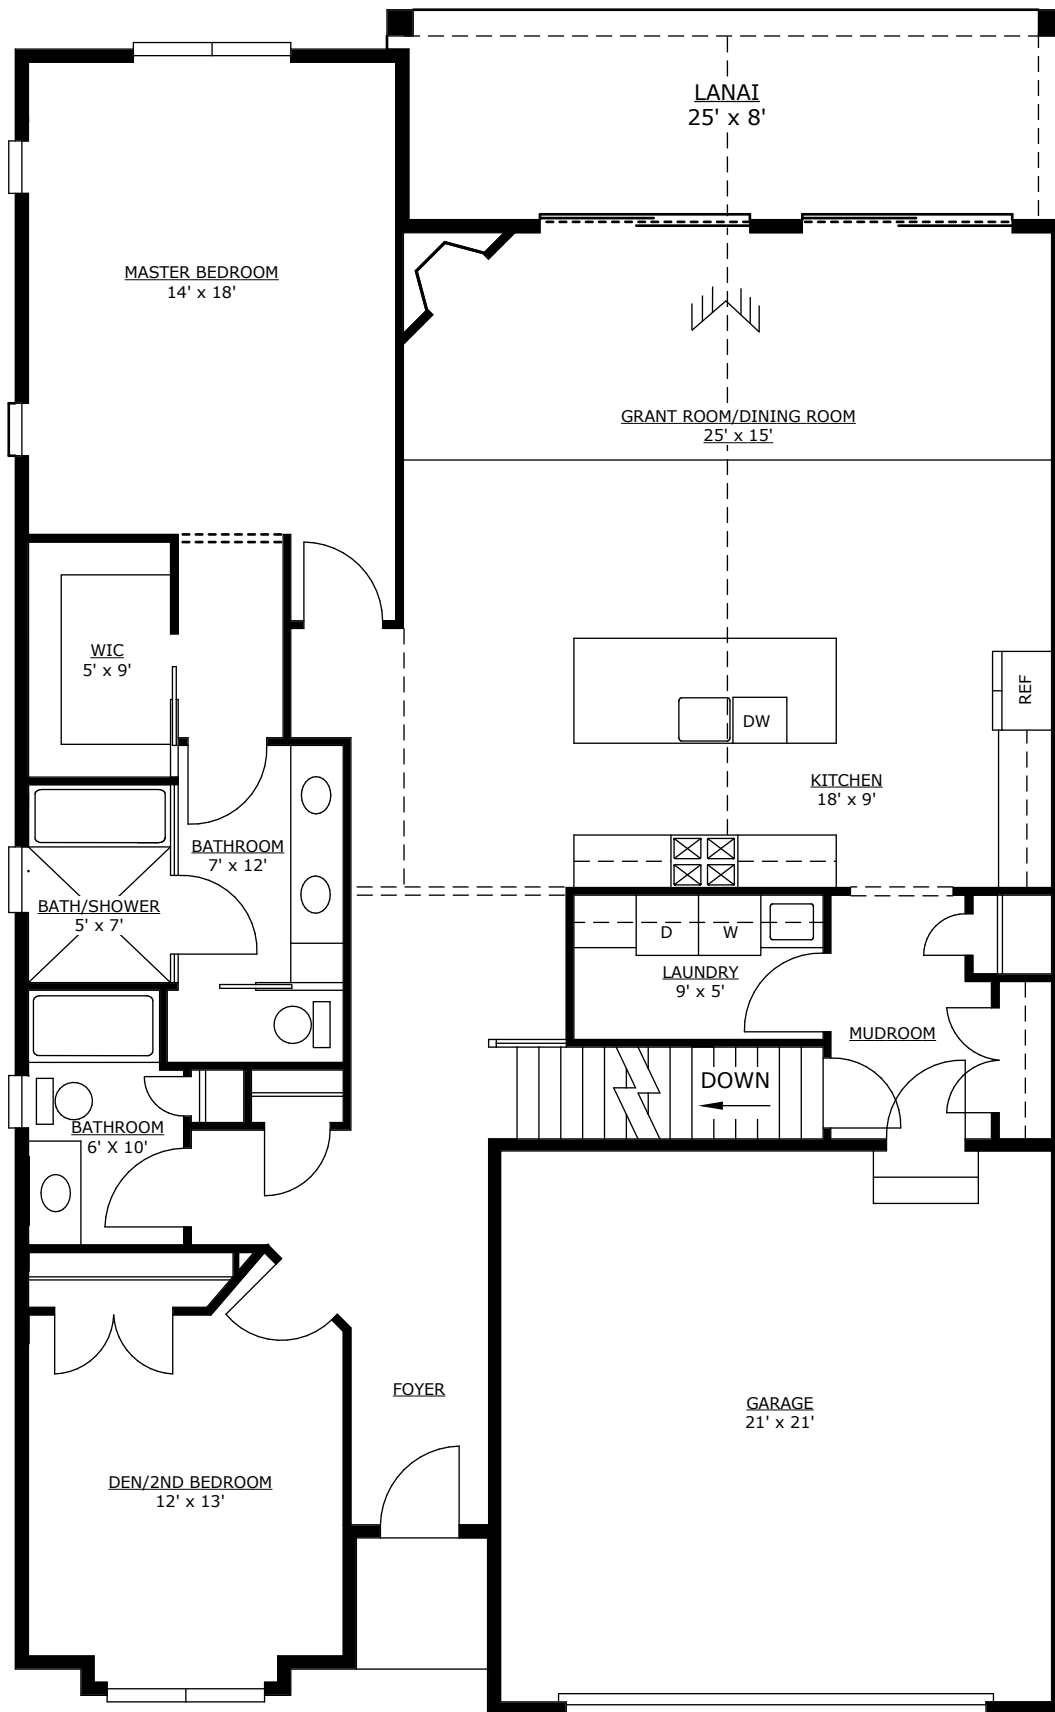 LANAI
25' x 8'
MASTER BEDROOM
14' x 18'
GRANT ROOM/DINING ROOM
25' x 15'
WIC
5' x 9'
REF
DW
KITCHEN
18' x 9'
BATHROOM
7' x 12'
BATH/SHOWER
5' x 7'
D
W
LAUNDRY
9' x 5'
MUDROOM
DOWN
BATHROOM
6' X 10'
FOYER
GARAGE
21' x 21'
DEN/2ND BEDROOM
12' x 13'